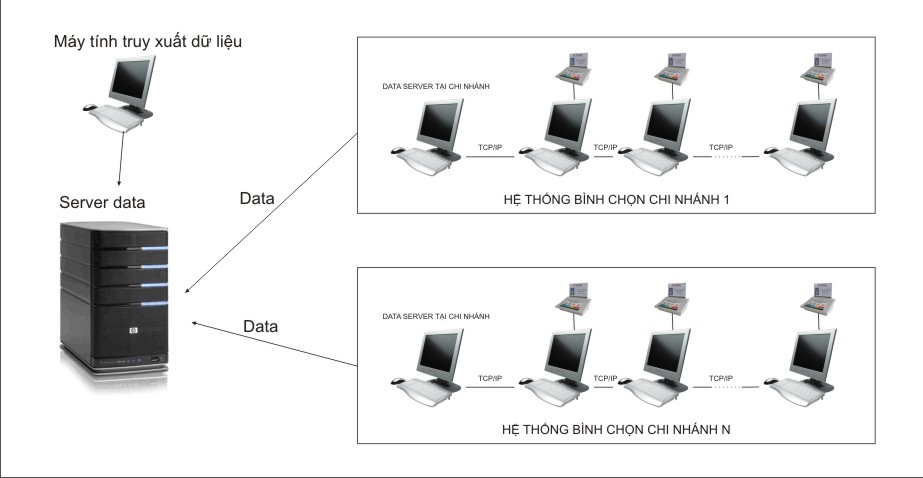 Máy tính truy xuất dữ liệu
Server data
Data
Data
DATA SERVER TẠI CHI NHÁNH
TCP/IP
TCP/IP
TCP/IP
HỆ THỐNG BÌNH CHỌN CHI NHÁNH 1
DATA SERVER TẠI CHI NHÁNH
TCP/IP
TCP/IP
TCP/IP
HỆ THỐNG BÌNH CHỌN CHI NHÁNH N